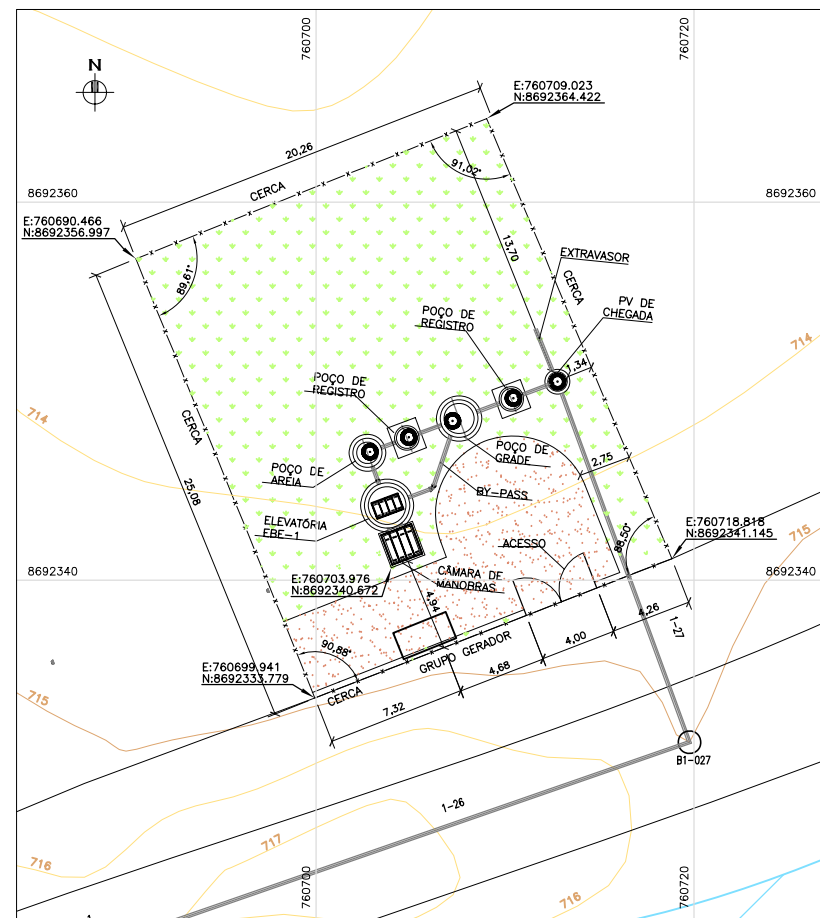 760700
760720
N
E:760709.023
N:8692364.422
20,26
91,02°
CERCA
8692360
8692360
E:760690.466
N:8692356.997
89,61°
13,70
EXTRAVASOR
CERCA
PV DE
CHEGADA
POÇO DE
REGISTRO
714
1,34
POÇO DE
REGISTRO
714
CERCA
POÇO DE
GRADE
POÇO DE
AREIA
2,75
25,08
BY-PASS
ELEVATÓRIA
EBE-1
E:760718.818
N:8692341.145
715
88,50°
ACESSO
8692340
8692340
CÂMARA DE
MANOBRAS
E:760703.976
N:8692340.672
4,94
4,26
1-27
4,00
90,88°
GRUPO GERADOR
4,68
E:760699.941
N:8692333.779
CERCA
7,32
715
B1-027
1-26
717
716
760700
760720
716